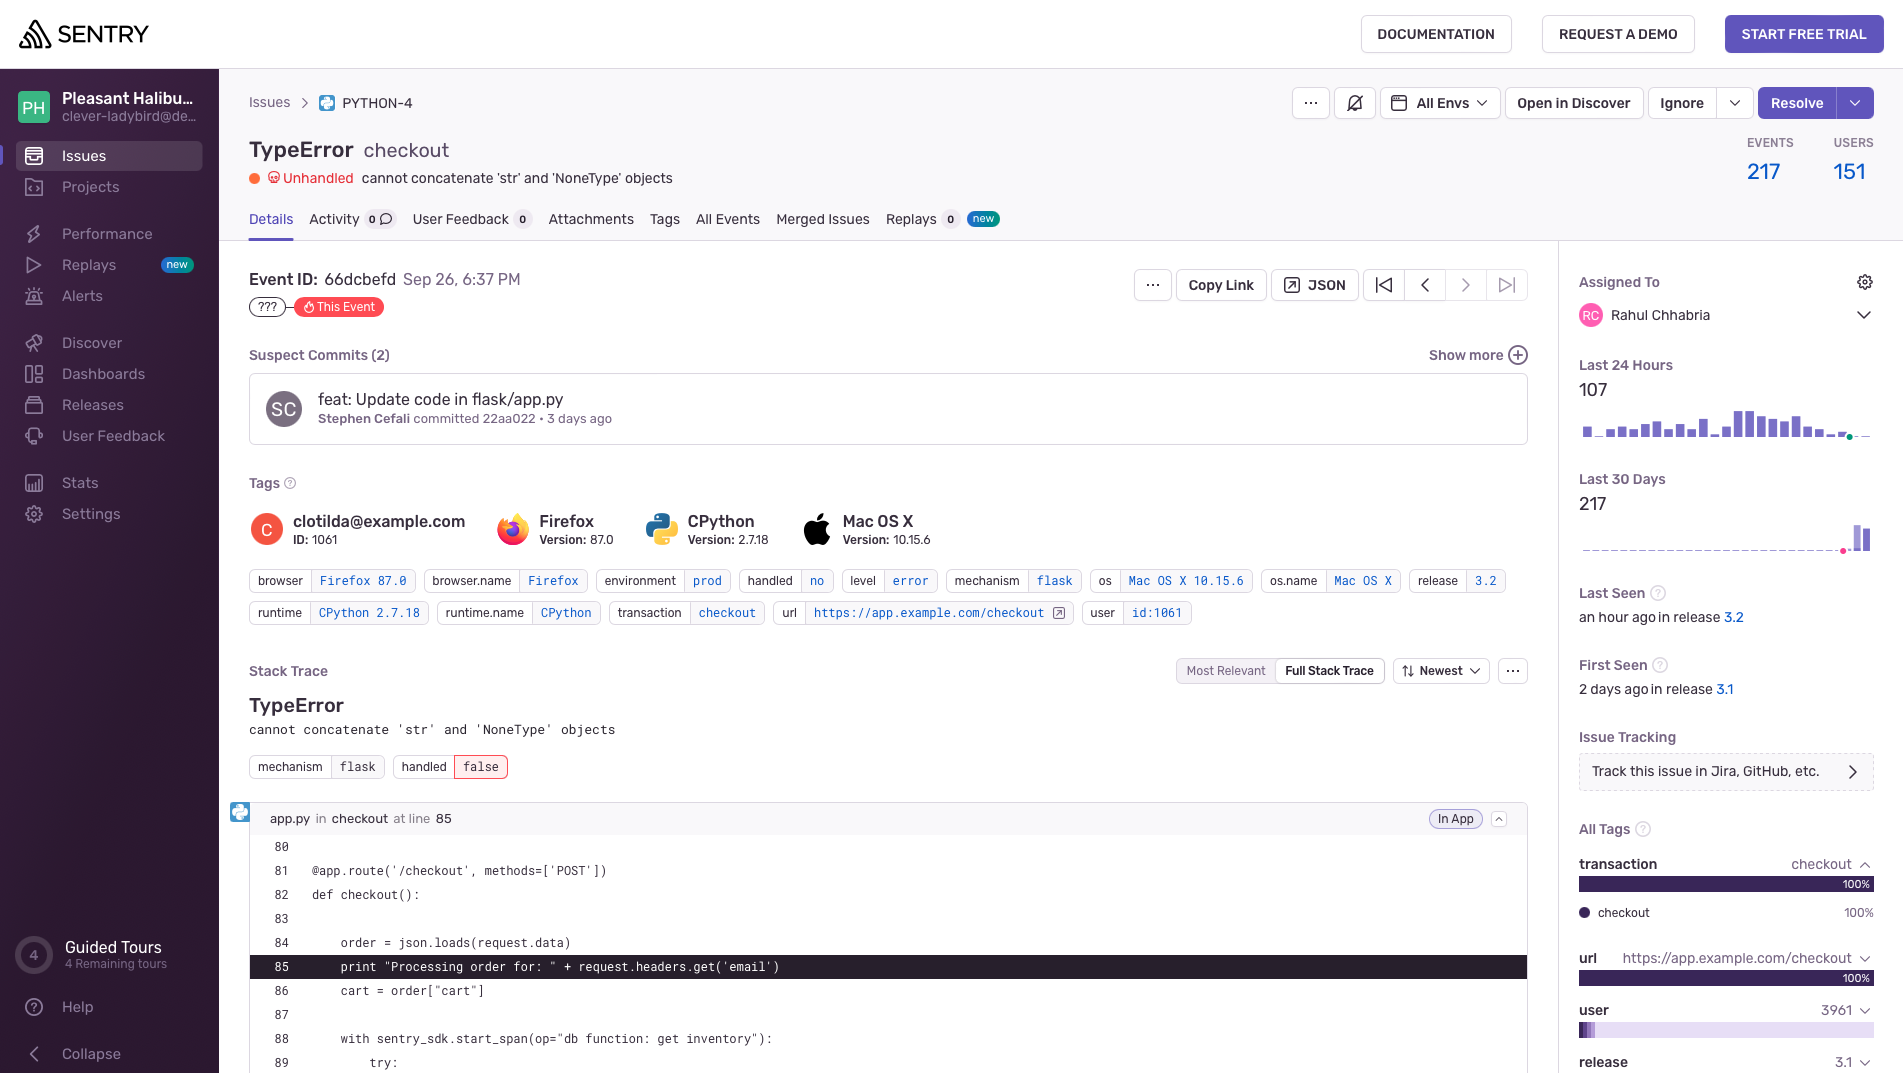 SENTRY
DOCUMENTATION
REQUEST A DEMO
START FREE TRIAL
PH
Pleasant Halibu...
clever-ladybird@de...
Issues
Projects
Performance
Replays new
Alerts
Discover
Dashboards
Releases
User Feedback
Stats
Settings
4
Guided Tours
4 Remaining tours
Help
Collapse
Issues > PYTHON-4
All Envs
Open in Discover
Ignore
Resolve
TypeError checkout
Unhandled cannot concatenate 'str' and 'NoneType' objects
EVENTS
217
USERS
151
Details
Activity 0
User Feedback 0
Attachments
Tags
All Events
Merged Issues
Replays 0 new
Event ID: 66dcbefd Sep 26, 6:37 PM
??? This Event
Copy Link
JSON
Suspect Commits (2)
Show more
SC
feat: Update code in flask/app.py
Stephen Cefali committed 22aa022 • 3 days ago
Tags ?
C
clotilda@example.com
ID: 1061
Firefox
Version: 87.0
CPython
Version: 2.7.18
Mac OS X
Version: 10.15.6
browser Firefox 87.0
browser.name Firefox
environment prod
handled no
level error
mechanism flask
os Mac OS X 10.15.6
os.name Mac OS X
release 3.2
runtime CPython 2.7.18
runtime.name CPython
transaction checkout
url https://app.example.com/checkout
user id:1061
Stack Trace
Most Relevant
Full Stack Trace
Newest
TypeError
cannot concatenate 'str' and 'NoneType' objects
mechanism flask
handled false
app.py in checkout at line 85
In App
80
81 @app.route('/checkout', methods=['POST'])
82 def checkout():
83
84 order = json.loads(request.data)
85 print "Processing order for: " + request.headers.get('email')
86 cart = order["cart"]
87
88 with sentry_sdk.start_span(op="db function: get inventory"):
89 try:
Assigned To
RC Rahul Chhabria
Last 24 Hours
107
Last 30 Days
217
Last Seen ?
an hour ago in release 3.2
First Seen ?
2 days ago in release 3.1
Issue Tracking
Track this issue in Jira, GitHub, etc.
All Tags ?
transaction checkout
100%
checkout 100%
url https://app.example.com/checkout
100%
user 3961
release 3.1